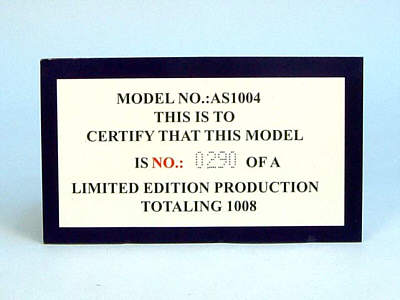 MODEL NO.:AS1004
THIS IS TO
CERTIFY THAT THIS MODEL
IS NO.: 0290 OF A
LIMITED EDITION PRODUCTION
TOTALING 1008